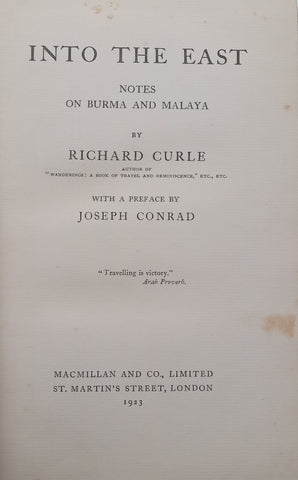 INTO THE EAST
NOTES
ON BURMA AND MALAYA
BY
RICHARD CURLE
AUTHOR OF
"WANDERINGS: A BOOK OF TRAVEL AND REMINISCENCE," ETC., ETC.
WITH A PREFACE BY
JOSEPH CONRAD
"Travelling is victory."
Arab Proverb.
MACMILLAN AND CO., LIMITED
ST. MARTIN'S STREET, LONDON
1923